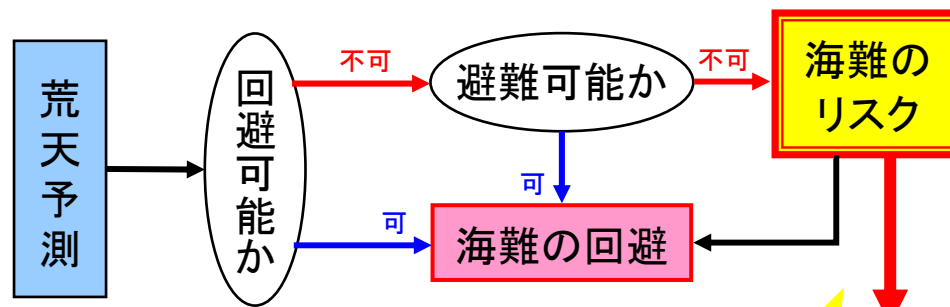 荒天予測
回避可能か
不可
避難可能か
不可
海難の
リスク
可
可
海難の回避